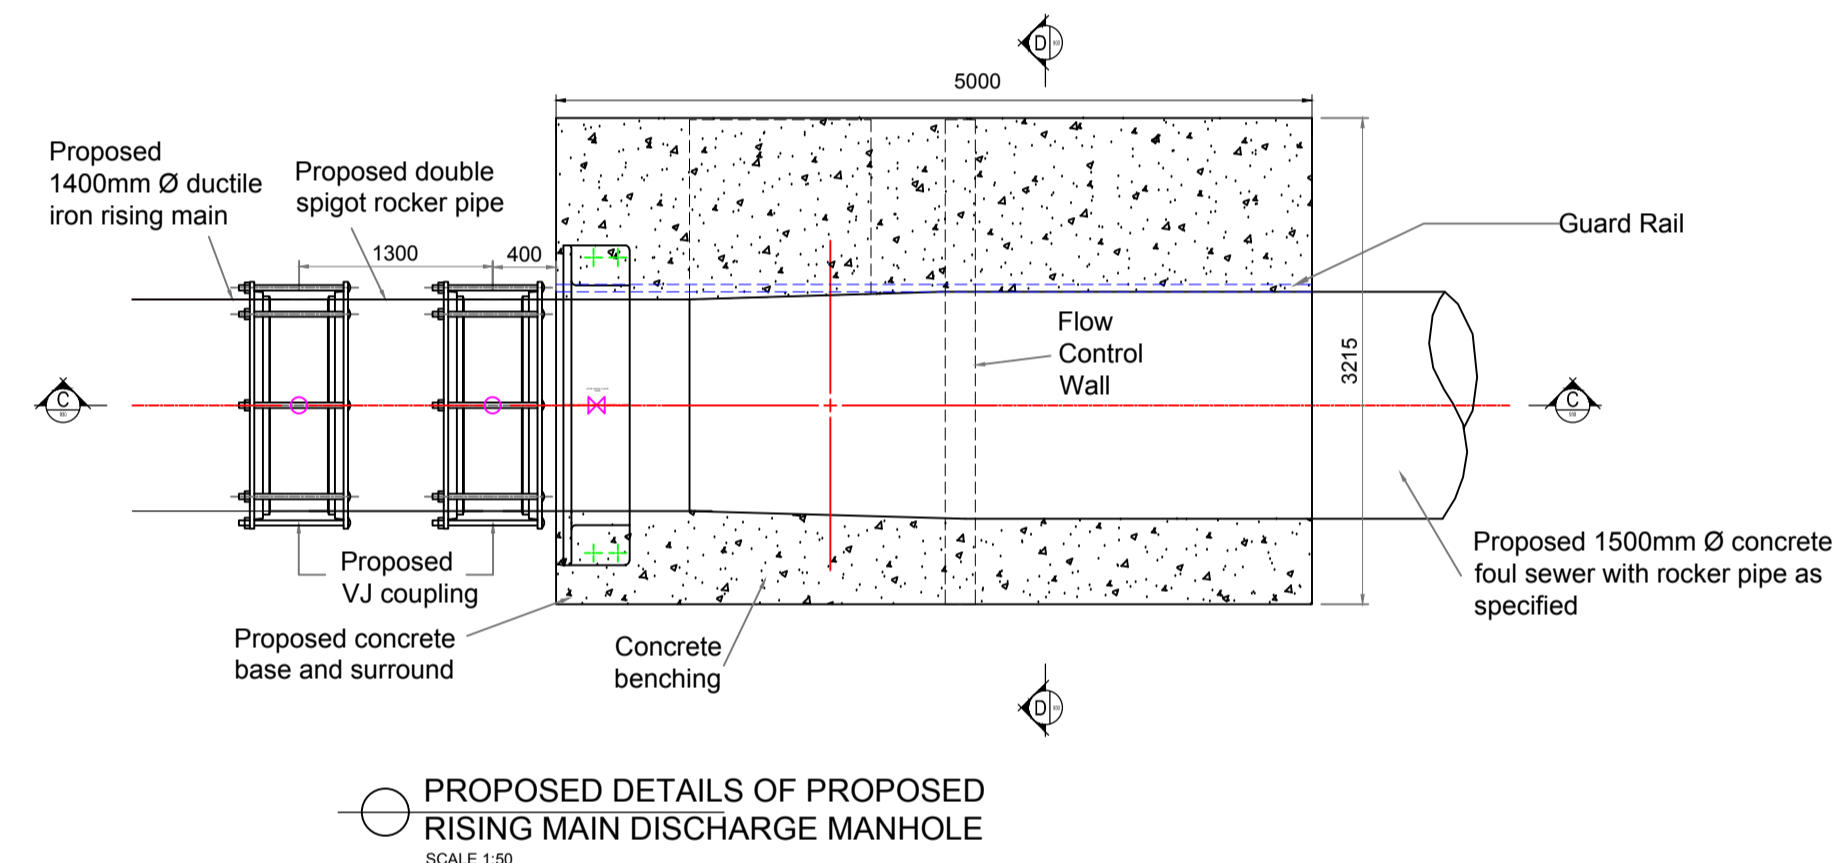 D
5000
Proposed
1400mm Ø ductile
iron rising main
Proposed double
spigot rocker pipe
1300
400
Guard Rail
Flow
Control
Wall
3215
C
C
Proposed
VJ coupling
Proposed 1500mm Ø concrete
foul sewer with rocker pipe as
specified
Proposed concrete
base and surround
Concrete
benching
D
PROPOSED DETAILS OF PROPOSED
RISING MAIN DISCHARGE MANHOLE
SCALE 1:50